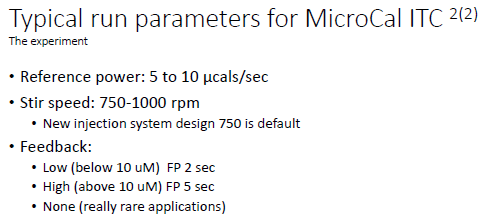 Typical run parameters for MicroCal ITC 2(2)
The experiment
• Reference power: 5 to 10 µcals/sec
• Stir speed: 750-1000 rpm
• New injection system design 750 is default
• Feedback:
• Low (below 10 uM)  FP 2 sec
• High (above 10 uM) FP 5 sec
• None (really rare applications)